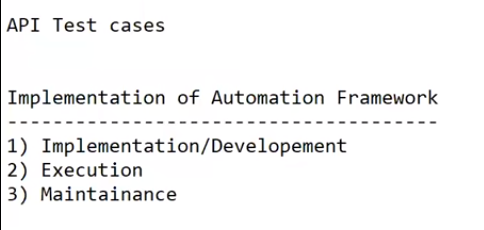 API Test cases
Implementation of Automation Framework
---------------------------------------
1) Implementation/Developement
2) Execution
3) Maintainance